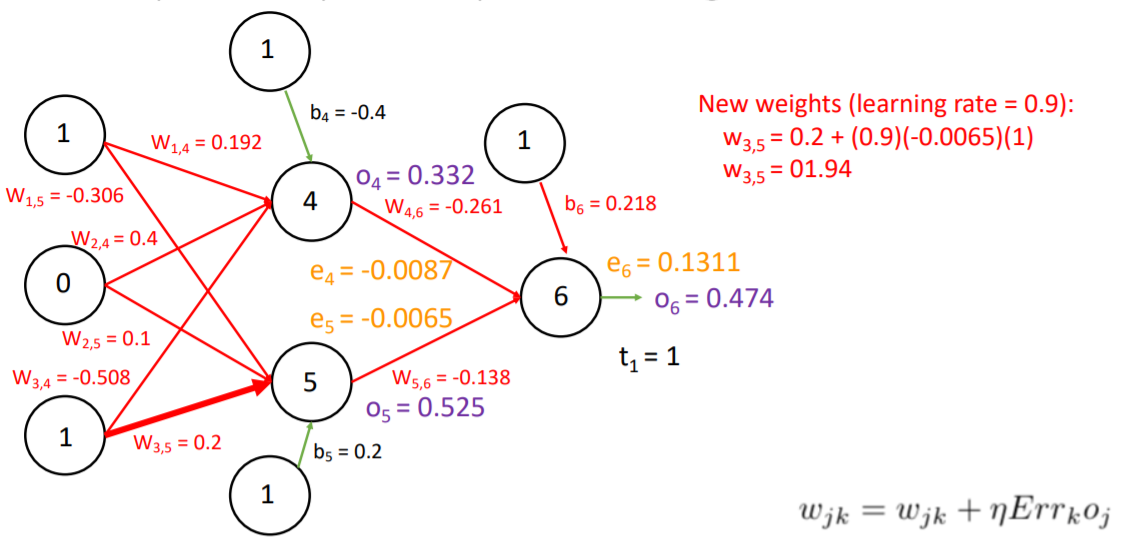 1
b₄ = -0.4
New weights (learning rate = 0.9):
w₃,₅ = 0.2 + (0.9)(-0.0065)(1)
w₃,₅ = 01.94
1
w₁,₄ = 0.192
1
o₄ = 0.332
4
w₁,₅ = -0.306
w₄,₆ = -0.261
b₆ = 0.218
w₂,₄ = 0.4
e₄ = -0.0087
e₆ = 0.1311
0
6
o₆ = 0.474
e₅ = -0.0065
w₂,₅ = 0.1
t₁ = 1
w₃,₄ = -0.508
5
w₅,₆ = -0.138
o₅ = 0.525
1
w₃,₅ = 0.2
b₅ = 0.2
1
wⱼₖ = wⱼₖ + ηErrₖoⱼ